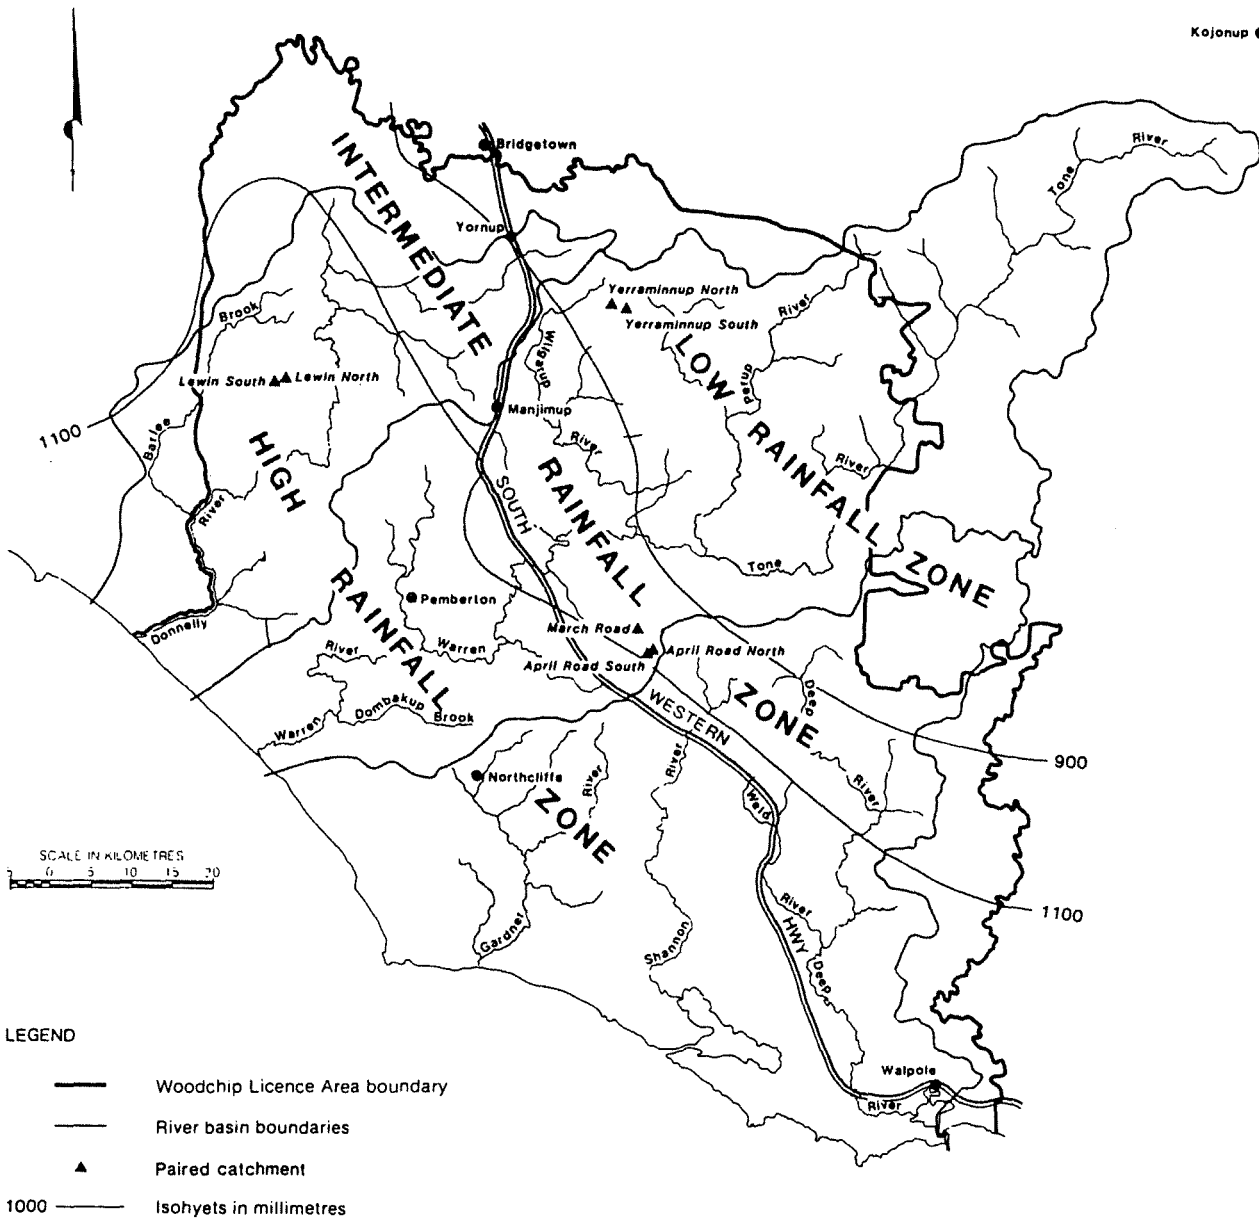 Kojonup
Bridgetown
River
Tone
INTERMEDIATE
Yornup
Yerraminnup North
Yerraminnup South
River
Brook
Wilgarup
LOW
Perup
Lewin South
Lewin North
Manjimup
1100
Barlee
HIGH
River
RAINFALL
River
River
SOUTH
RAINFALL
RAINFALL
Tone
ZONE
Pemberton
March Road
Donnelly
River
Warren
April Road North
April Road South
Deep
ZONE
WESTERN
Dombakup
Brook
Warren
River
900
Northcliffe
River
River
Weld
ZONE
1100
River
HWY
Gardner
Shannon
Deep
SCALE IN KILOMETRES
5 0 5 10 15 20
Walpole
River
LEGEND
Woodchip Licence Area boundary
River basin boundaries
Paired catchment
1000
Isohyets in millimetres